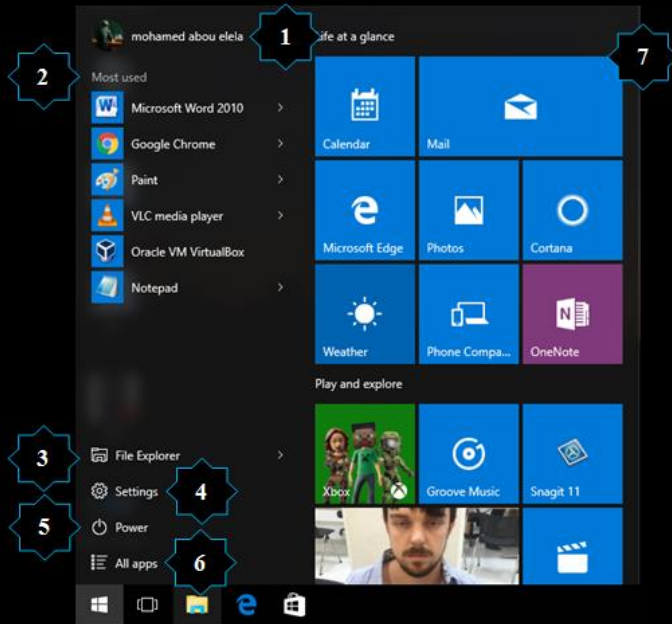 mohamed abou elela
1
Life at a glance
7
2
Most used
Microsoft Word 2010
Google Chrome
Paint
VLC media player
Oracle VM VirtualBox
Notepad
Calendar
Mail
Microsoft Edge
Photos
Cortana
Weather
Phone Compa...
OneNote
Play and explore
Xbox
Groove Music
Snagit 11
3
File Explorer
Settings
4
5
Power
All apps
6